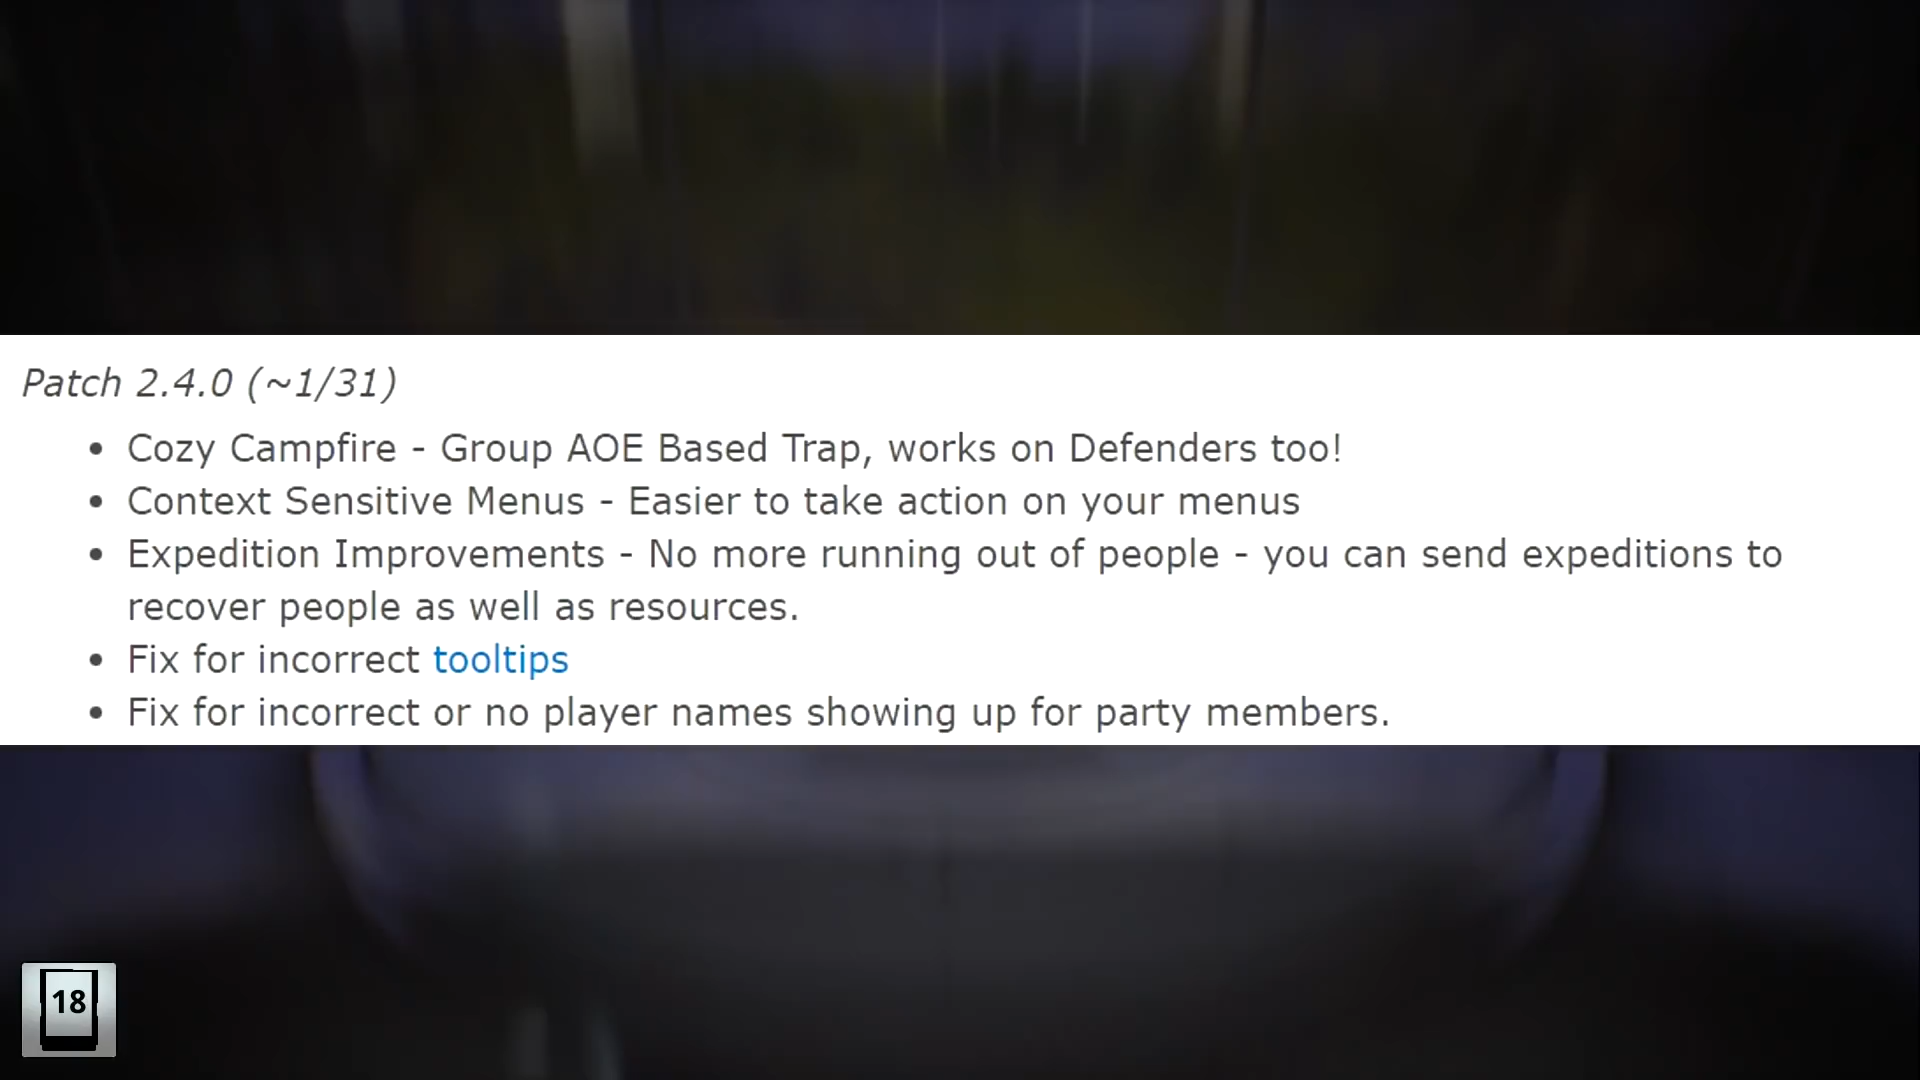 Patch 2.4.0 (~1/31)
• Cozy Campfire - Group AOE Based Trap, works on Defenders too!
• Context Sensitive Menus - Easier to take action on your menus
• Expedition Improvements - No more running out of people - you can send expeditions to
recover people as well as resources.
• Fix for incorrect tooltips
• Fix for incorrect or no player names showing up for party members.
18